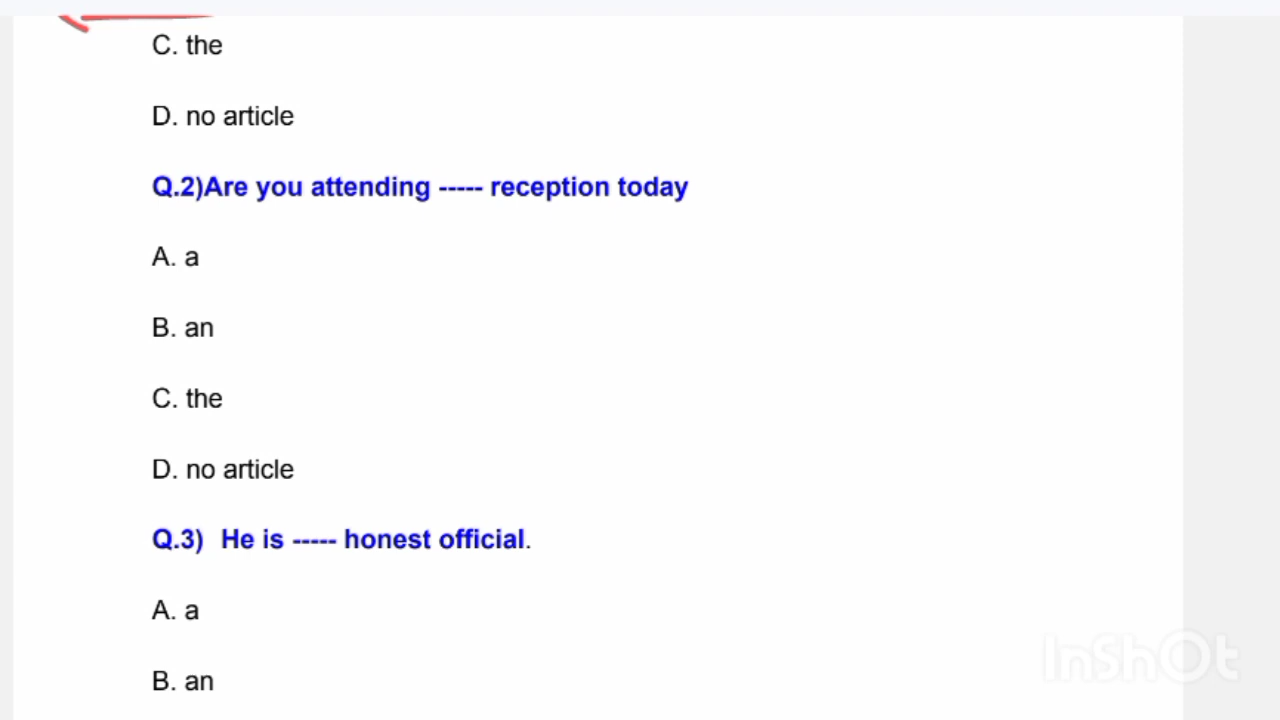 C. the
D. no article
Q.2)Are you attending ----- reception today
A. a
B. an
C. the
D. no article
Q.3)  He is ----- honest official.
A. a
B. an
InShOt